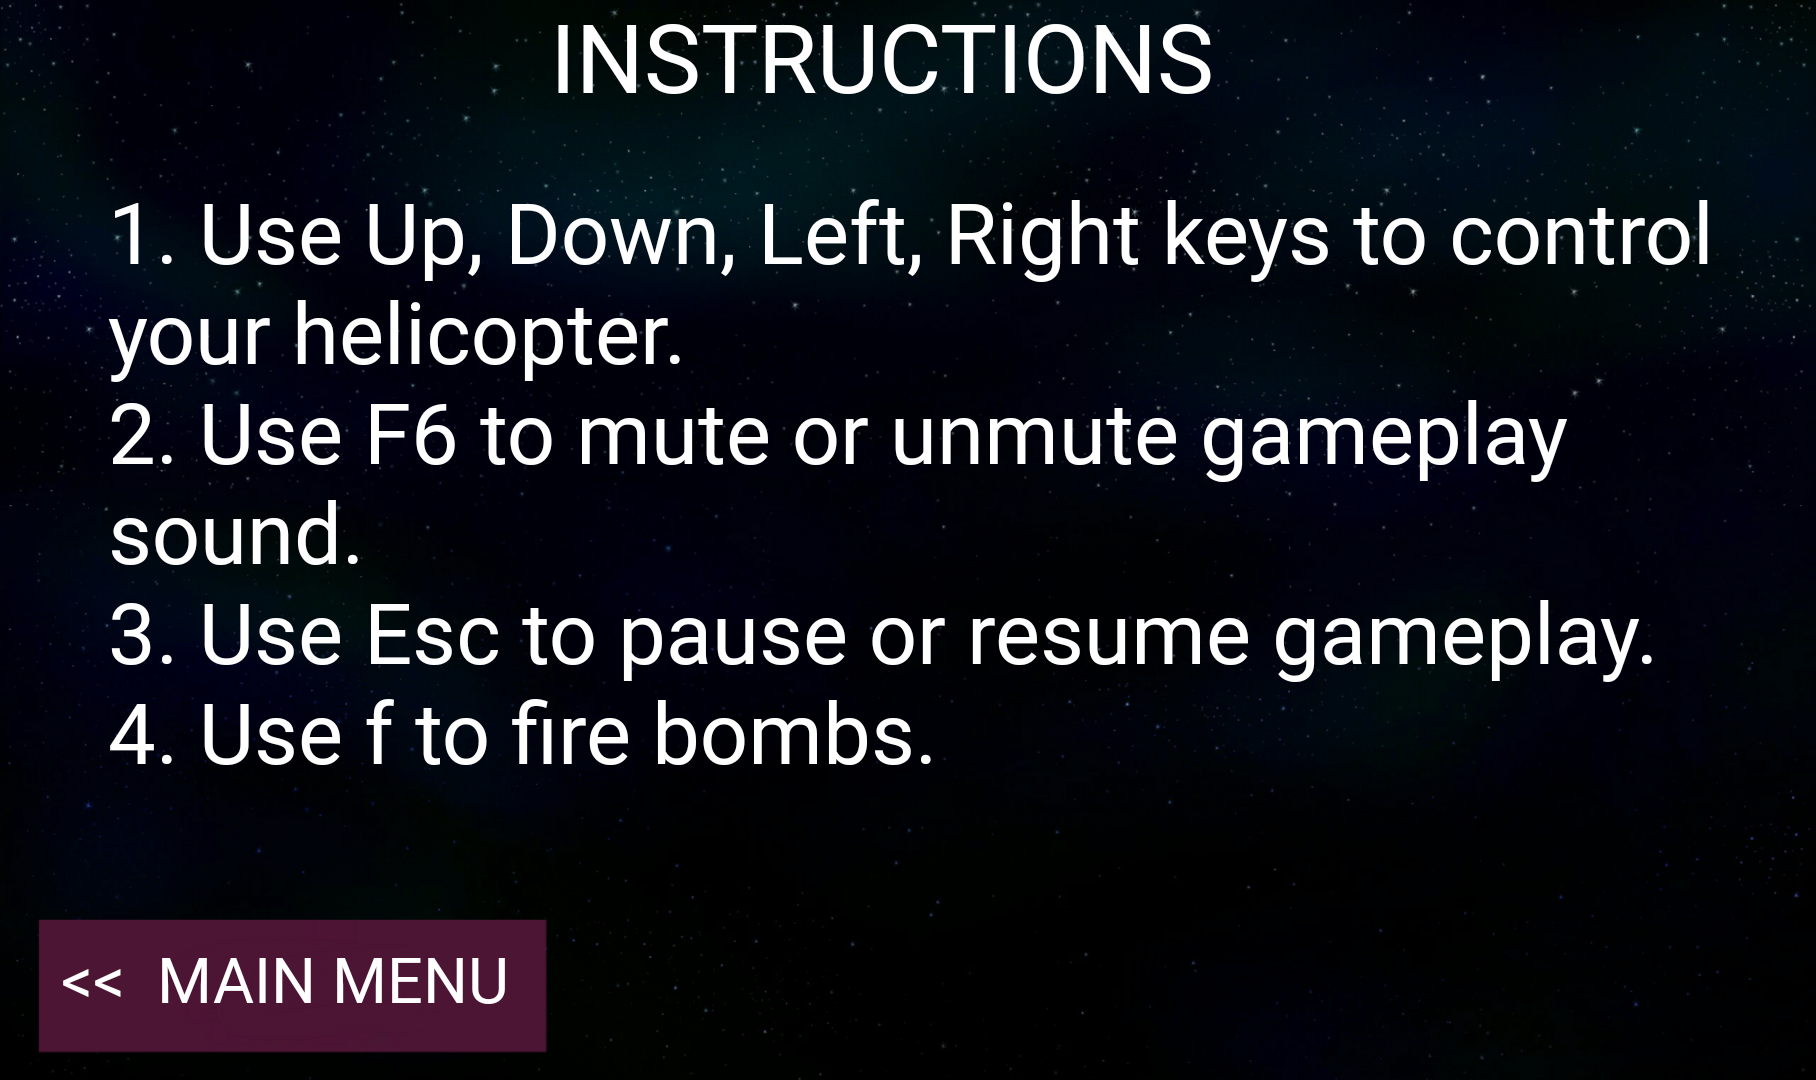 INSTRUCTIONS
1. Use Up, Down, Left, Right keys to control
your helicopter.
2. Use F6 to mute or unmute gameplay
sound.
3. Use Esc to pause or resume gameplay.
4. Use f to fire bombs.
<< MAIN MENU